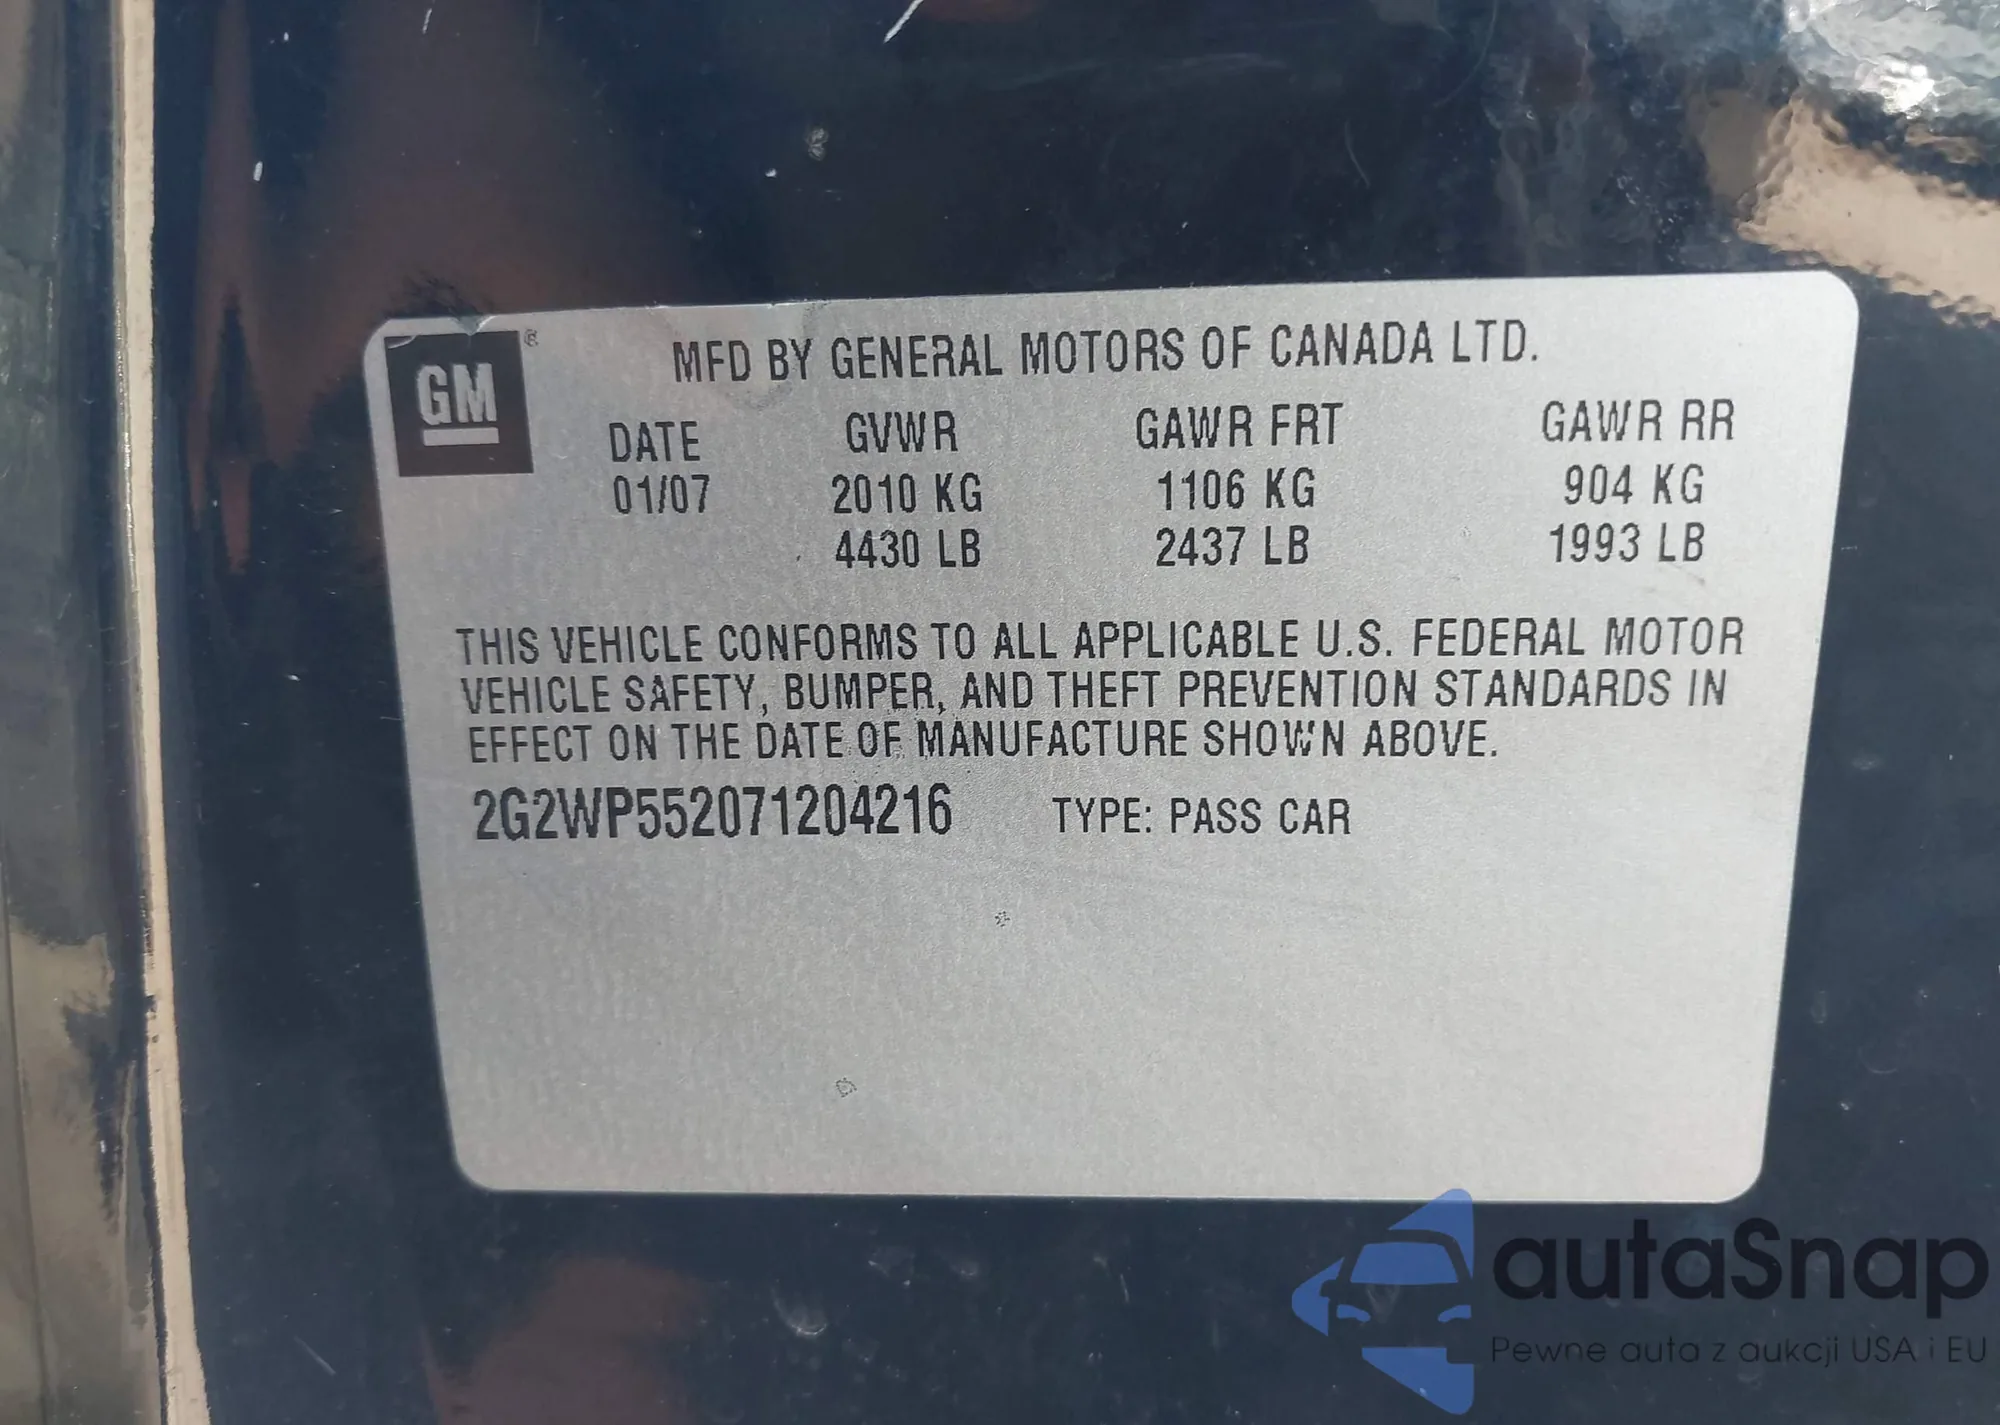 GM ®
MFD BY GENERAL MOTORS OF CANADA LTD.
DATE GVWR GAWR FRT GAWR RR
01/07 2010 KG 1106 KG 904 KG
4430 LB 2437 LB 1993 LB
THIS VEHICLE CONFORMS TO ALL APPLICABLE U.S. FEDERAL MOTOR
VEHICLE SAFETY, BUMPER, AND THEFT PREVENTION STANDARDS IN
EFFECT ON THE DATE OF MANUFACTURE SHOWN ABOVE.
2G2WP552071204216 TYPE: PASS CAR
autaSnap
Pewne auta z aukcji USA i EU